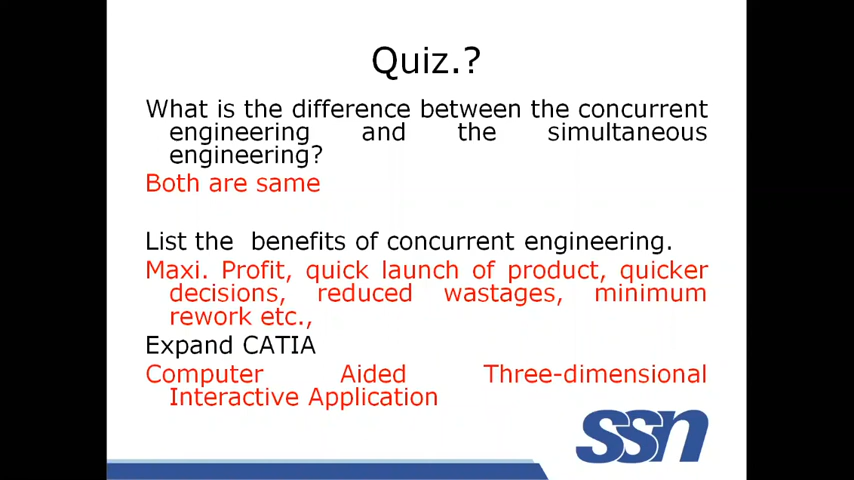 Quiz.?
What is the difference between the concurrent
engineering and the simultaneous
engineering?
Both are same
List the benefits of concurrent engineering.
Maxi. Profit, quick launch of product, quicker
decisions, reduced wastages, minimum
rework etc.,
Expand CATIA
Computer Aided Three-dimensional
Interactive Application
ssn